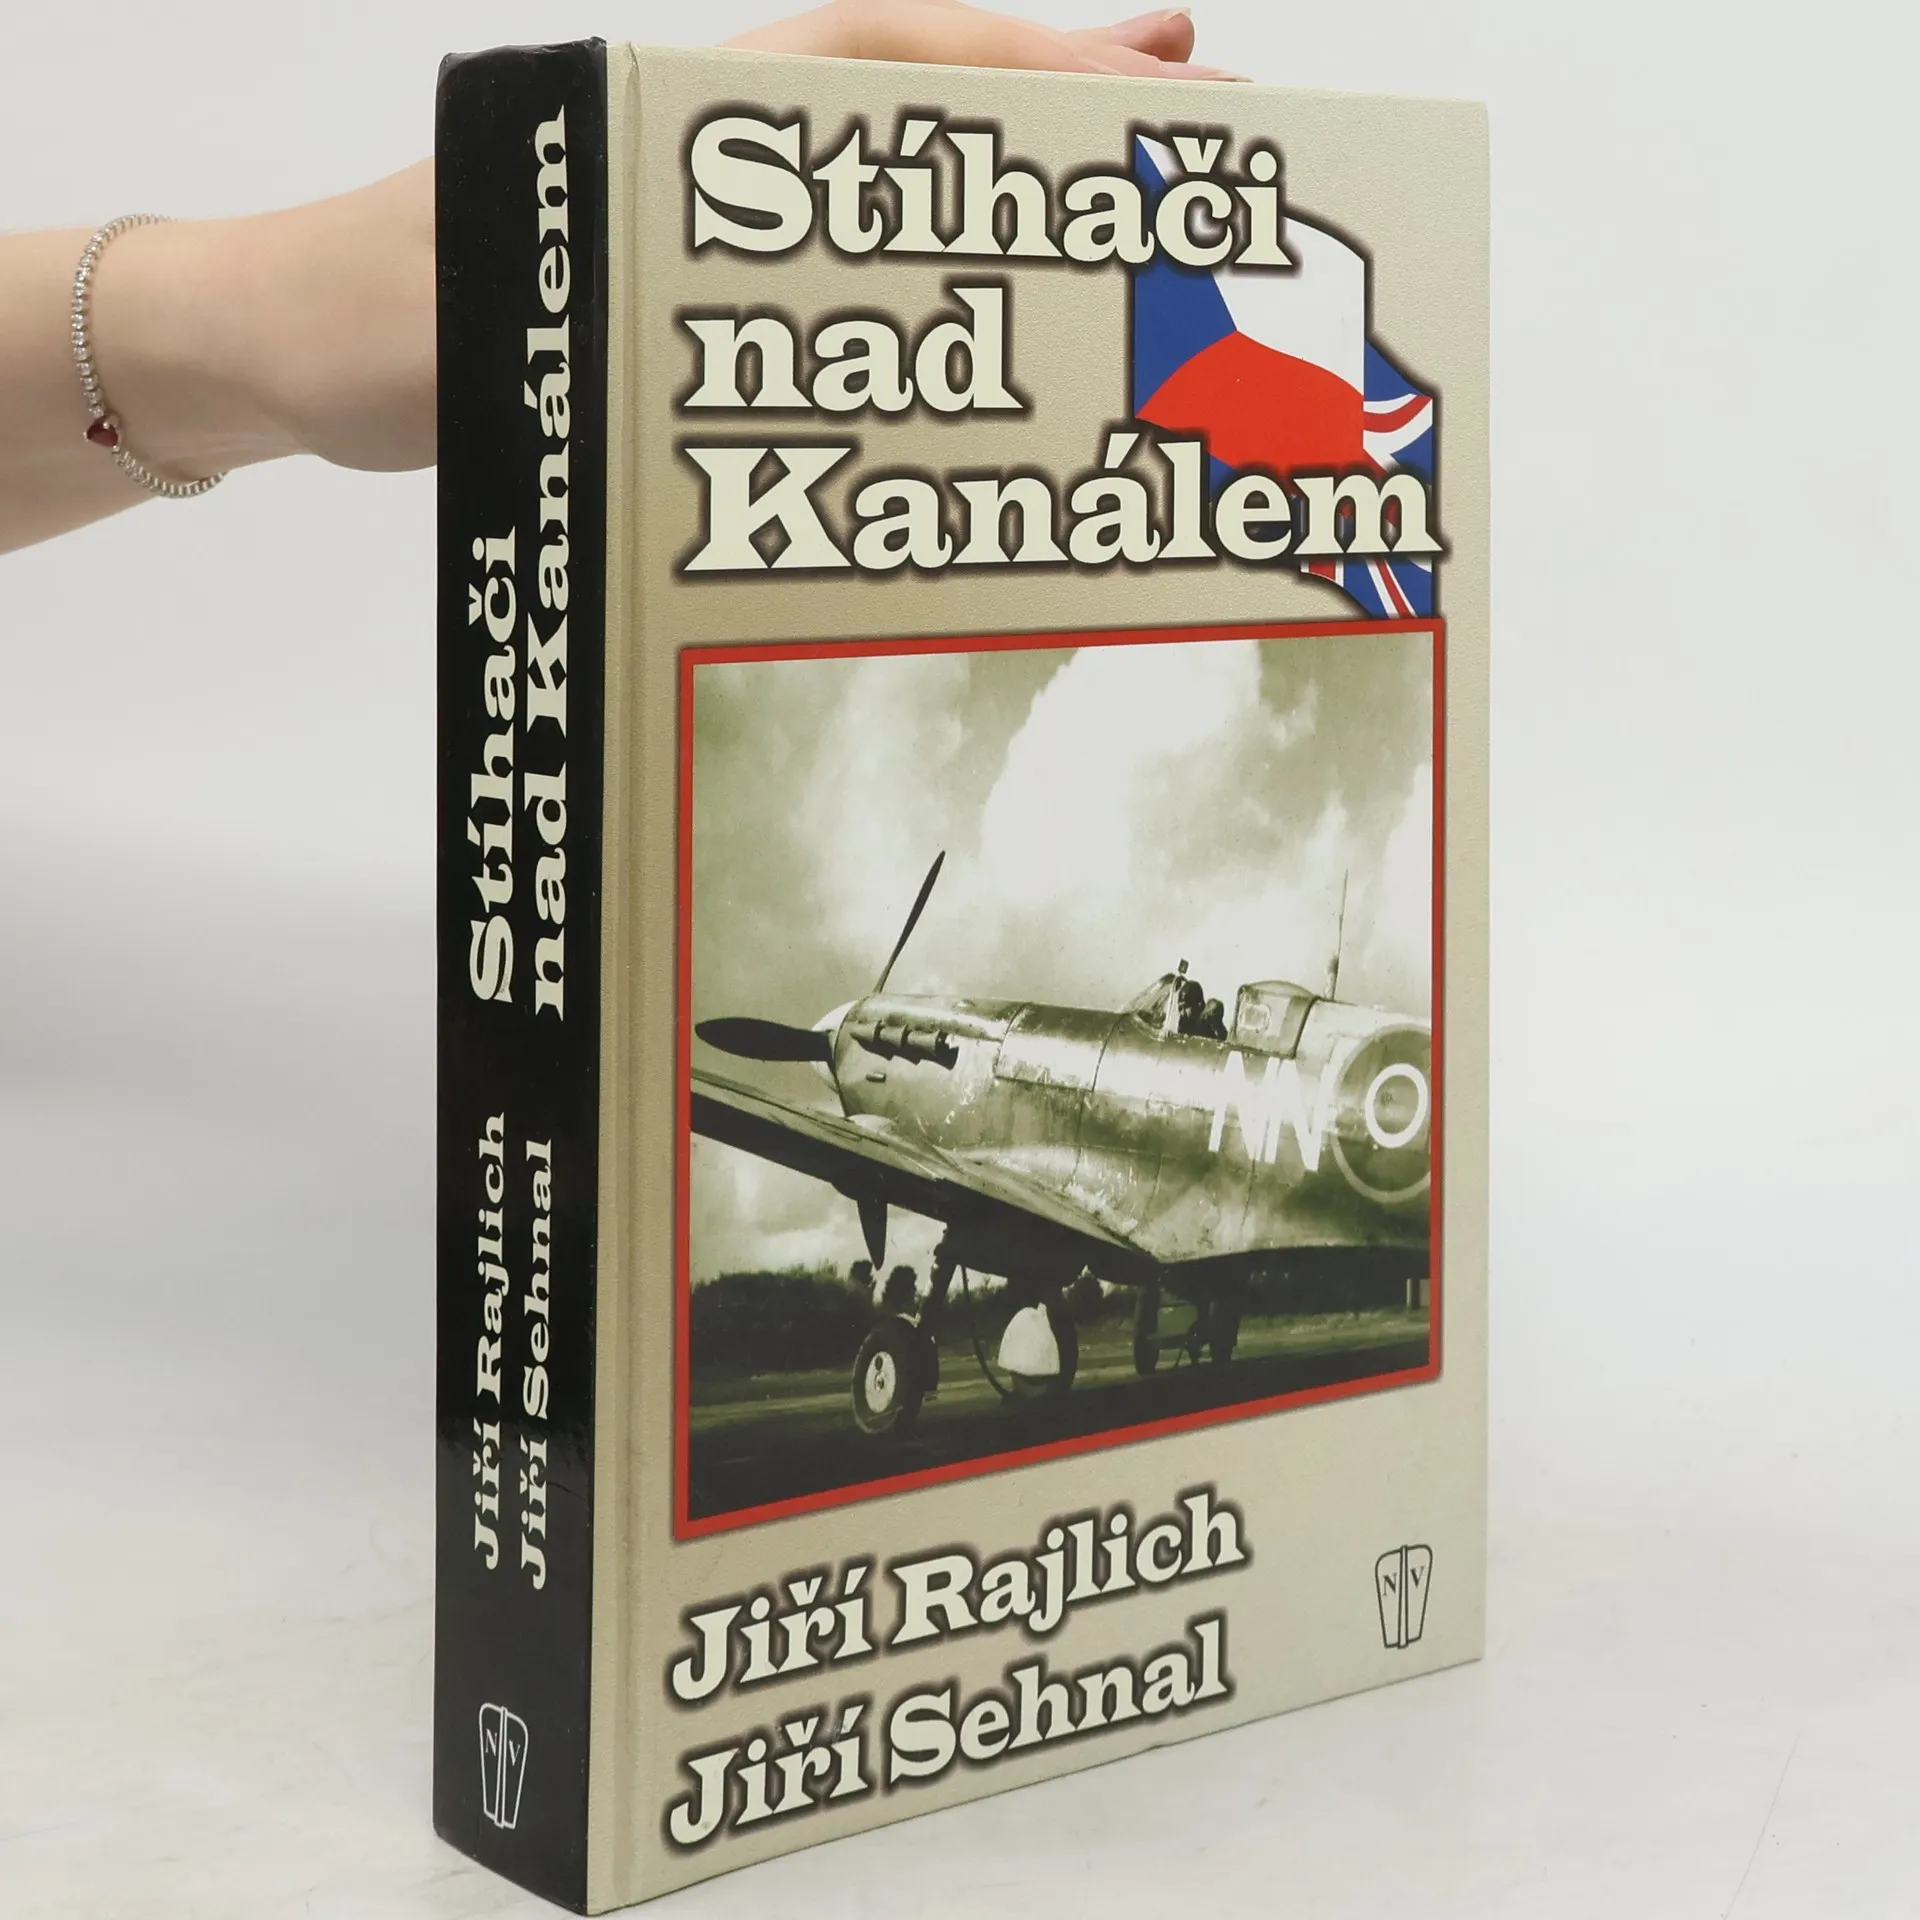 Stíhači
nad Kanálem
Jiří Rajlich
Jiří Sehnal
N V
Stíhači
nad
Kanálem
NN
Jiří Rajlich
Jiří Sehnal
N V